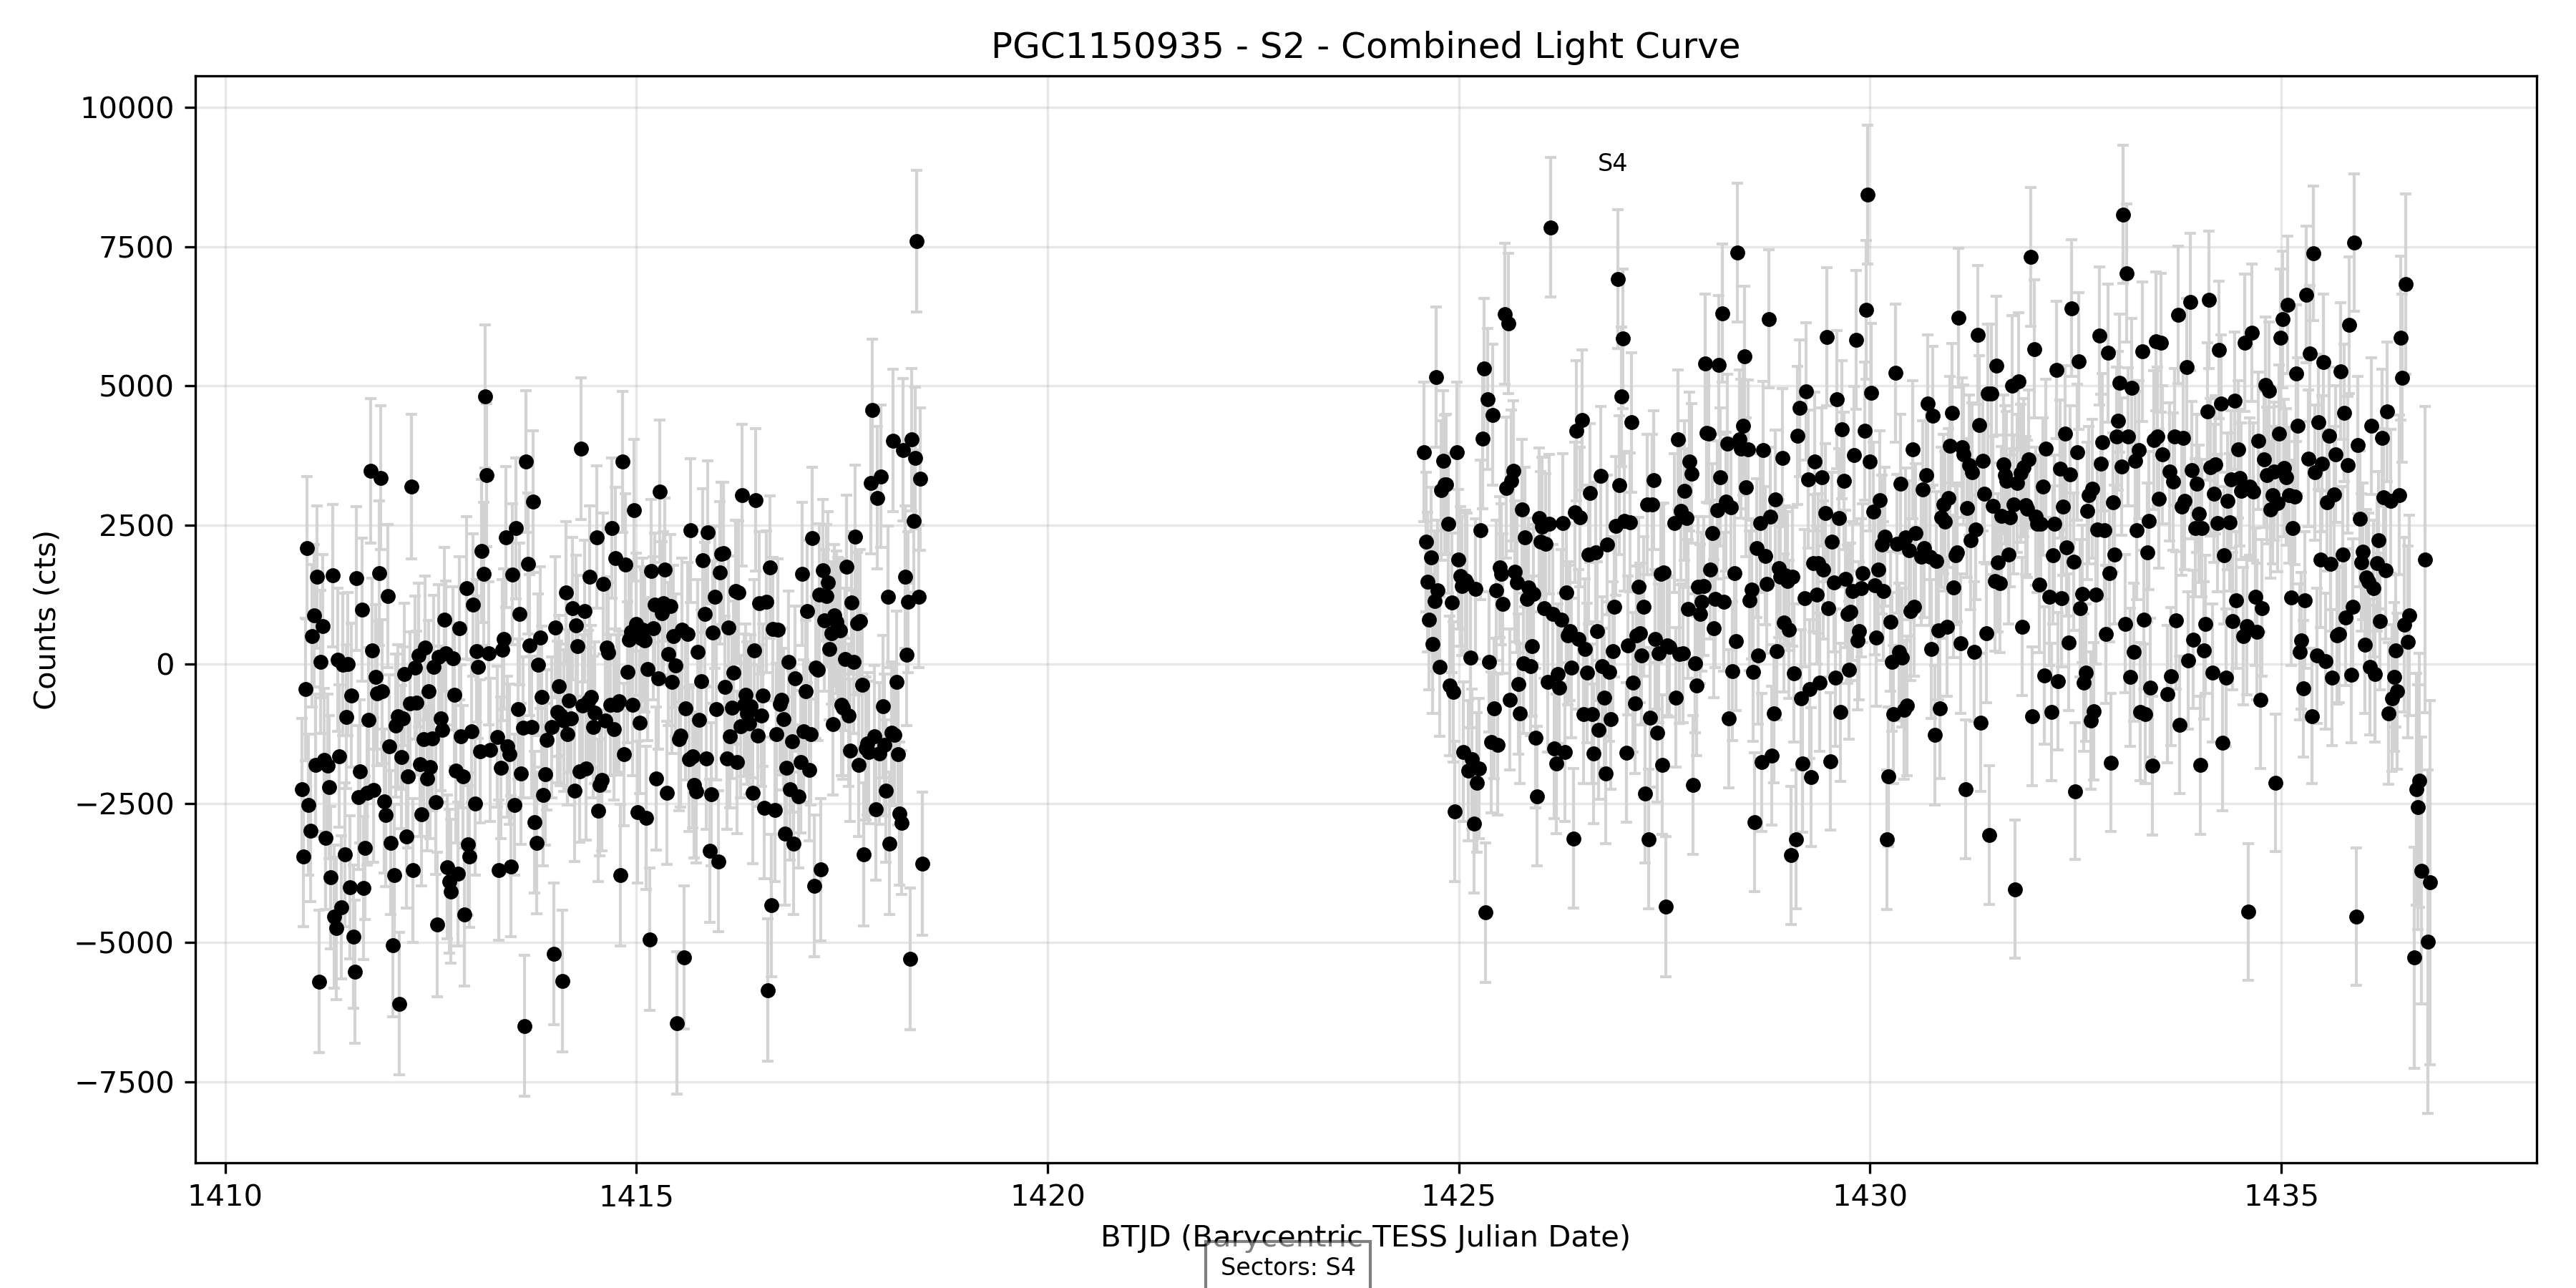 PGC1150935 - S2 - Combined Light Curve
10000
7500
5000
2500
0
−2500
−5000
−7500
Counts (cts)
S4
1410 1415 1420 1425 1430 1435
BTJD (Barycentric TESS Julian Date)
Sectors: S4